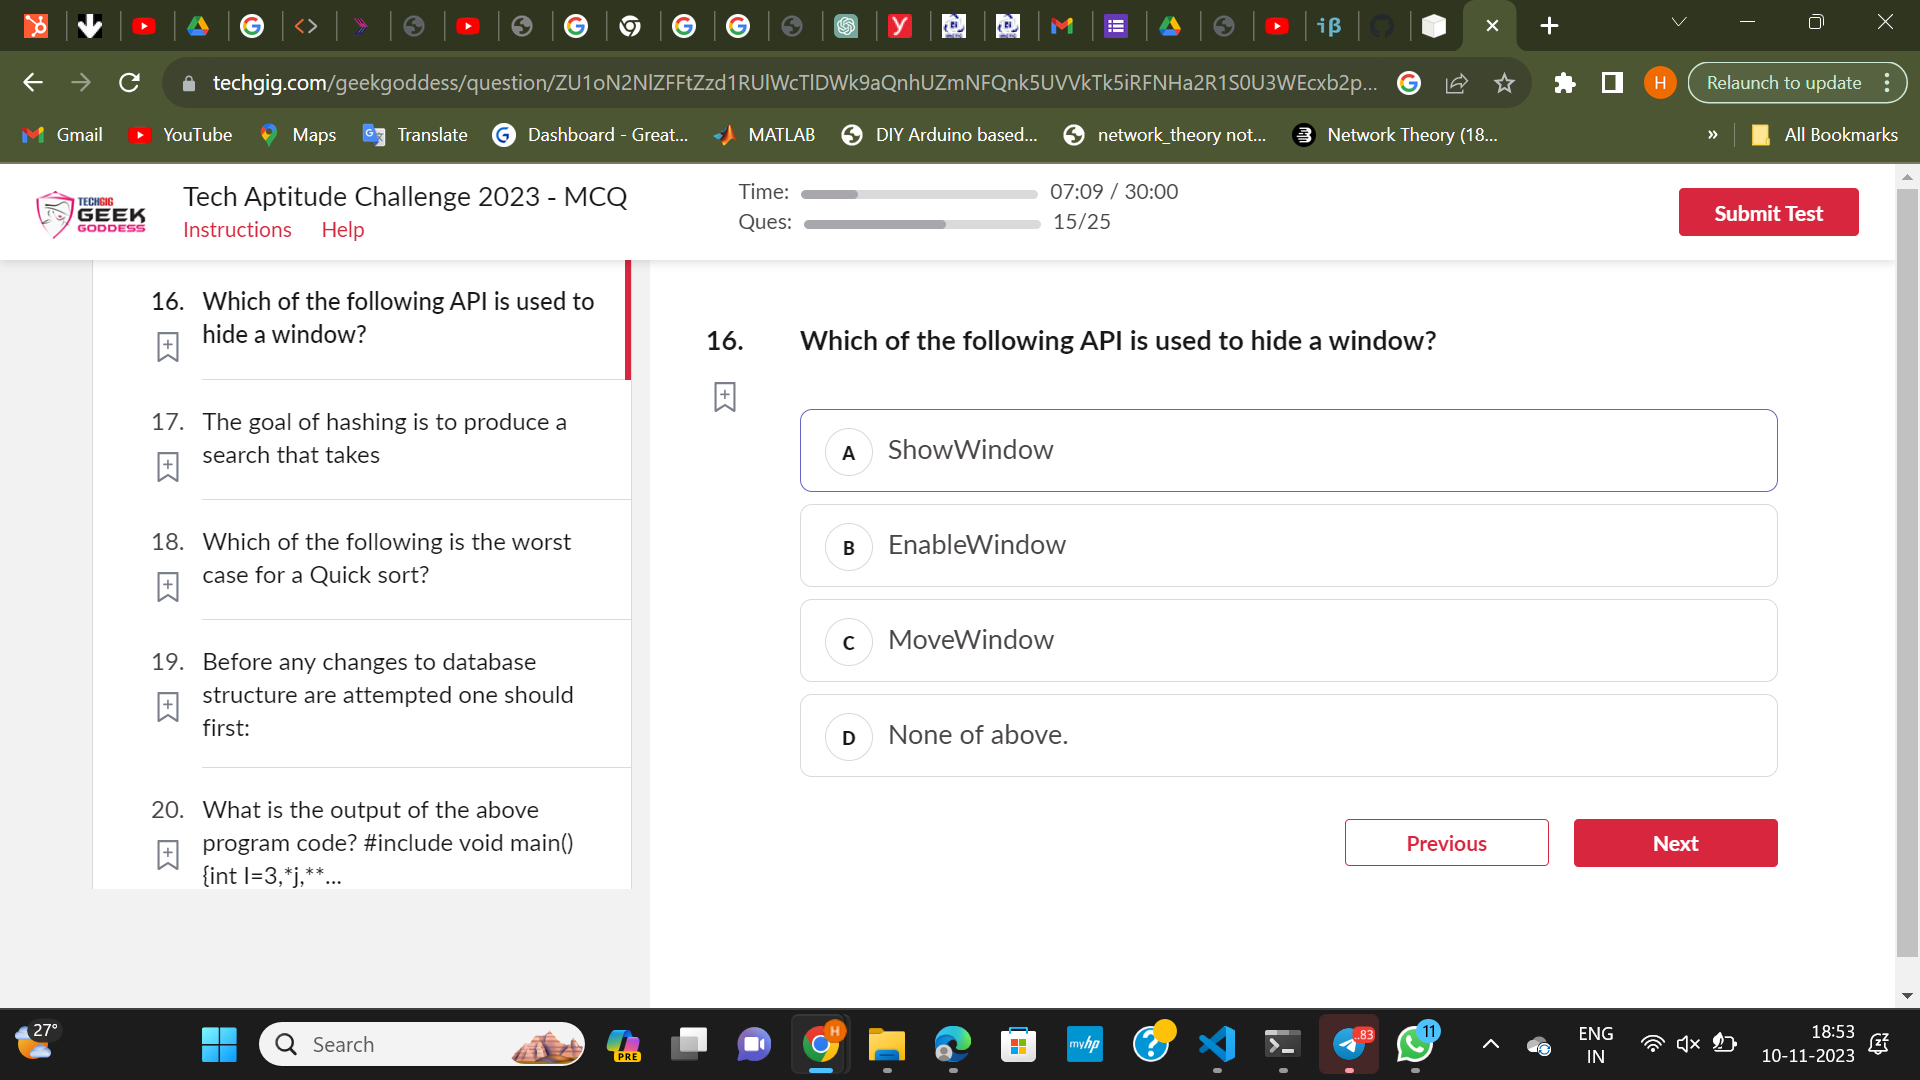 techgig.com/geekgoddess/question/ZU1oN2NlZFFtZzd1RUlWcTlDWk9aQnhUZmNFQnk5UVVkTk5iRFNHa2R1S0U3WEcxb2p...
H
Relaunch to update
Gmail
YouTube
Maps
Translate
Dashboard - Great...
MATLAB
DIY Arduino based...
network_theory not...
Network Theory (18...
»
All Bookmarks
TECHGIG
GEEK
GODDESS
Tech Aptitude Challenge 2023 - MCQ
Instructions
Help
Time:
07:09 / 30:00
Ques:
15/25
Submit Test
16. Which of the following API is used to
hide a window?
17. The goal of hashing is to produce a
search that takes
18. Which of the following is the worst
case for a Quick sort?
19. Before any changes to database
structure are attempted one should
first:
20. What is the output of the above
program code? #include void main()
{int I=3,*j,**...
16. Which of the following API is used to hide a window?
A ShowWindow
B EnableWindow
C MoveWindow
D None of above.
Previous
Next
27°
Search
PRE
H
myhp
.83
11
ENG
IN
18:53
10-11-2023